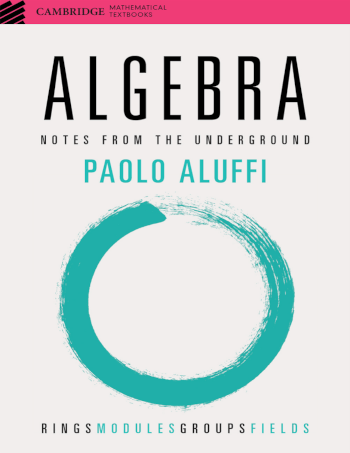 CAMBRIDGE MATHEMATICAL TEXTBOOKS
ALGEBRA
NOTES FROM THE UNDERGROUND
PAOLO ALUFFI
RINGSMODULESGROUPSFIELDS